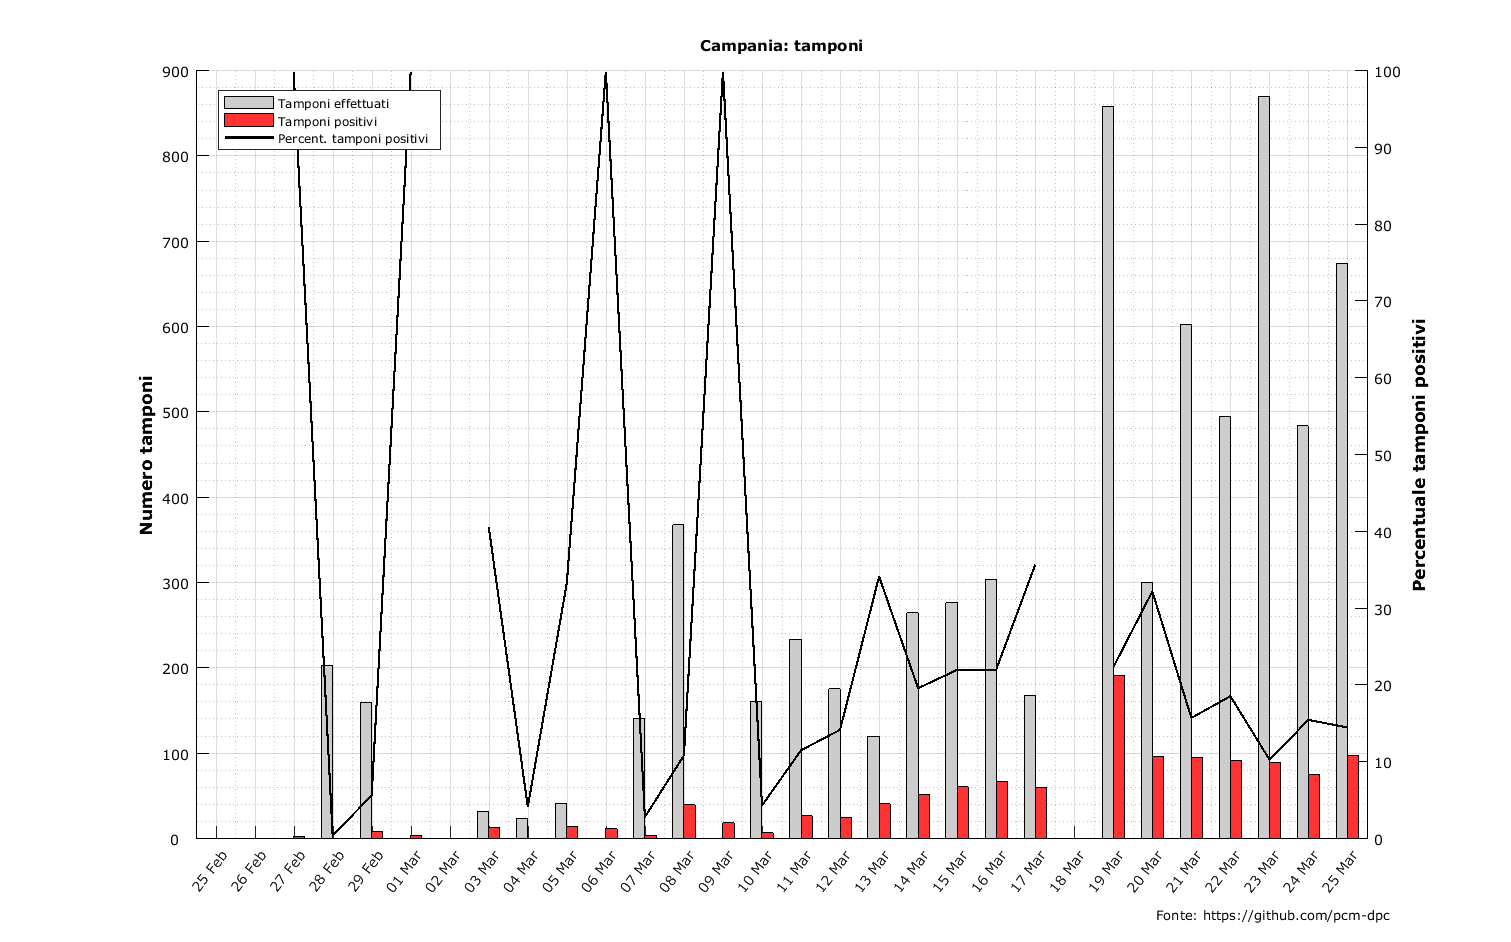 Campania: tamponi
Tamponi effettuati
Tamponi positivi
Percent. tamponi positivi
Numero tamponi
900
800
700
600
500
400
300
200
100
0
100
90
80
70
60
50
40
30
20
10
0
Percentuale tamponi positivi
25 Feb
26 Feb
27 Feb
28 Feb
29 Feb
01 Mar
02 Mar
03 Mar
04 Mar
05 Mar
06 Mar
07 Mar
08 Mar
09 Mar
10 Mar
11 Mar
12 Mar
13 Mar
14 Mar
15 Mar
16 Mar
17 Mar
18 Mar
19 Mar
20 Mar
21 Mar
22 Mar
23 Mar
24 Mar
25 Mar
Fonte: https://github.com/pcm-dpc